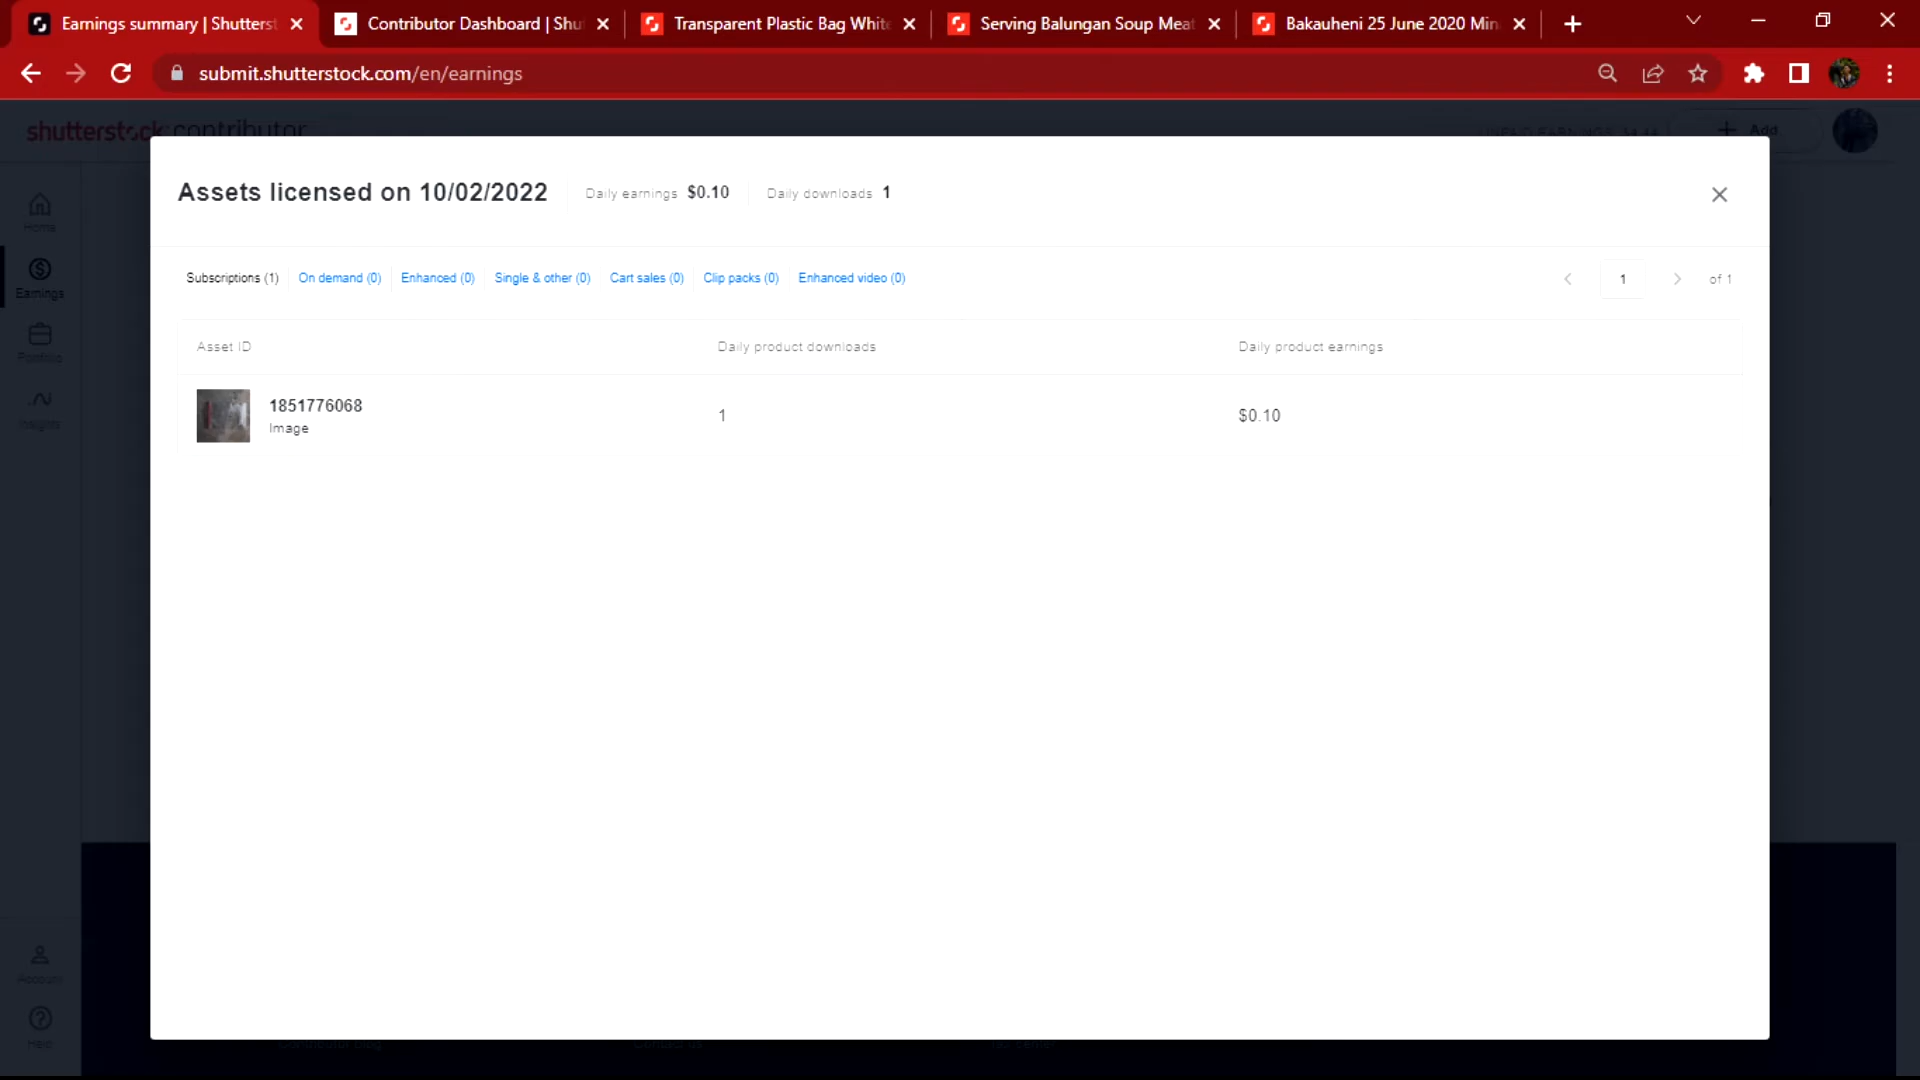 Earnings summary | Shutterst
Contributor Dashboard | Shu
Transparent Plastic Bag White
Serving Balungan Soup Meat
Bakauheni 25 June 2020 Min
submit.shutterstock.com/en/earnings
shutterstock contributor
Add
Assets licensed on 10/02/2022
Daily earnings $0.10
Daily downloads 1
Home
Earnings
Portfolio
Insights
Account
Help
Subscriptions (1)
On demand (0)
Enhanced (0)
Single & other (0)
Cart sales (0)
Clip packs (0)
Enhanced video (0)
1
of 1
Asset ID
Daily product downloads
Daily product earnings
1851776068
Image
1
$0.10
Contributor blog
Contact us